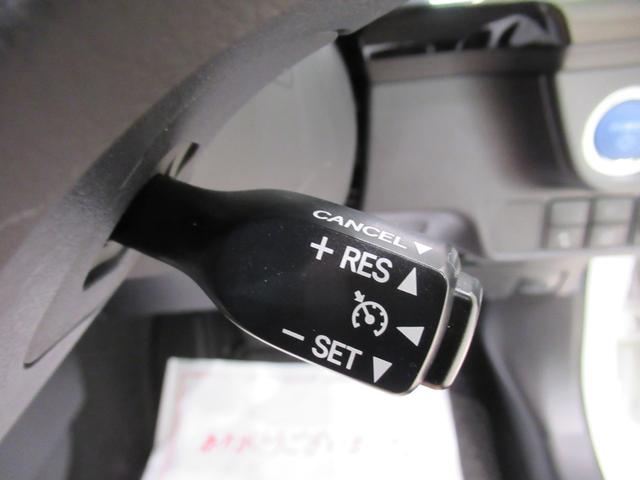 CANCEL ▼
+ RES ▲
◀
- SET ▼